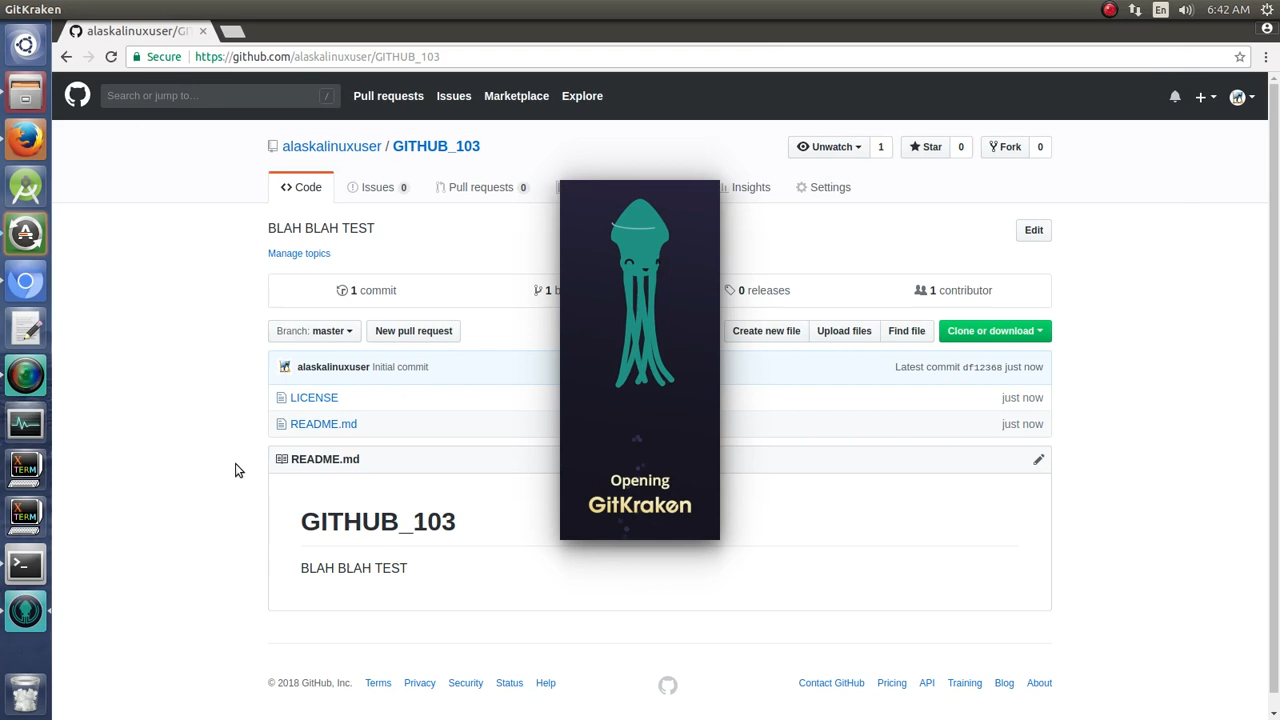 GitKraken
En
6:42 AM
alaskalinuxuser/GI
Secure
https://github.com/alaskalinuxuser/GITHUB_103
Search or jump to…
/
Pull requests
Issues
Marketplace
Explore
alaskalinuxuser / GITHUB_103
Unwatch
1
Star
0
Fork
0
Code
Issues 0
Pull requests 0
Insights
Settings
BLAH BLAH TEST
Edit
Manage topics
1 commit
1 b
0 releases
1 contributor
Branch: master
New pull request
Create new file
Upload files
Find file
Clone or download
alaskalinuxuser Initial commit
Latest commit df12368 just now
LICENSE
just now
README.md
just now
README.md
GITHUB_103
BLAH BLAH TEST
Opening
GitKraken
X
TERM
X
TERM
© 2018 GitHub, Inc.
Terms
Privacy
Security
Status
Help
Contact GitHub
Pricing
API
Training
Blog
About